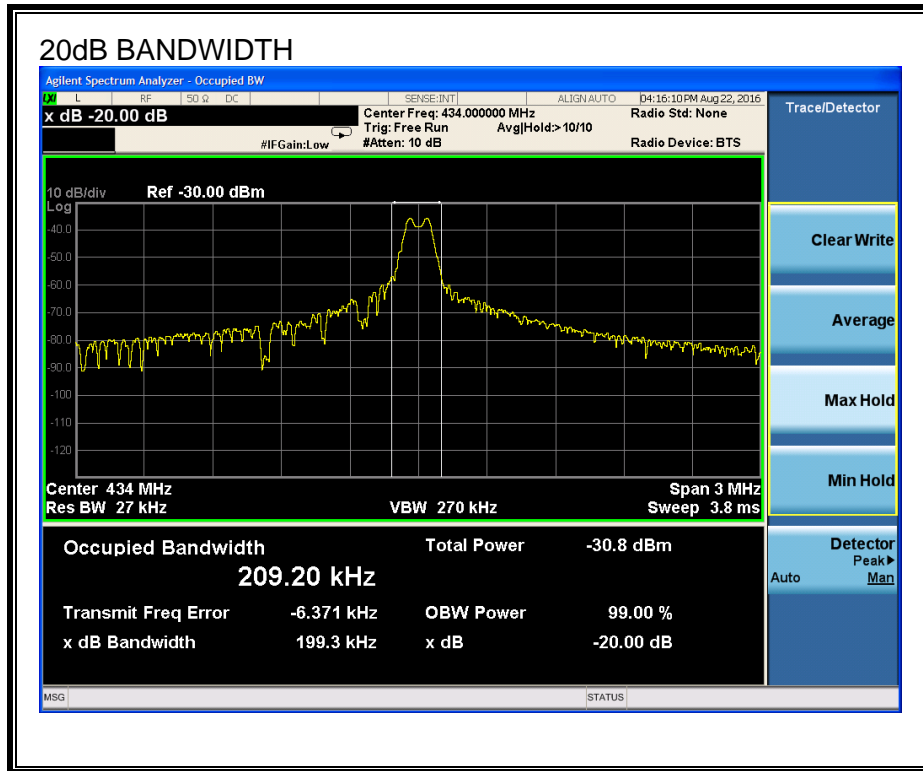 20dB BANDWIDTH
Agilent Spectrum Analyzer - Occupied BW
LXI L RF 50 Ω DC SENSE:INT ALIGN AUTO 04:16:10 PM Aug 22, 2016
x dB -20.00 dB Center Freq: 434.000000 MHz Radio Std: None
Trig: Free Run Avg|Hold:> 10/10
#IFGain:Low #Atten: 10 dB Radio Device: BTS
10 dB/div Ref -30.00 dBm
Log
-40.0
-50.0
-60.0
-70.0
-80.0
-90.0
-100
-110
-120
Center 434 MHz Span 3 MHz
Res BW 27 kHz VBW 270 kHz Sweep 3.8 ms
Occupied Bandwidth Total Power -30.8 dBm
209.20 kHz
Transmit Freq Error -6.371 kHz OBW Power 99.00 %
x dB Bandwidth 199.3 kHz x dB -20.00 dB
MSG STATUS
Trace/Detector
Clear Write
Average
Max Hold
Min Hold
Detector
Peak▶
Auto Man